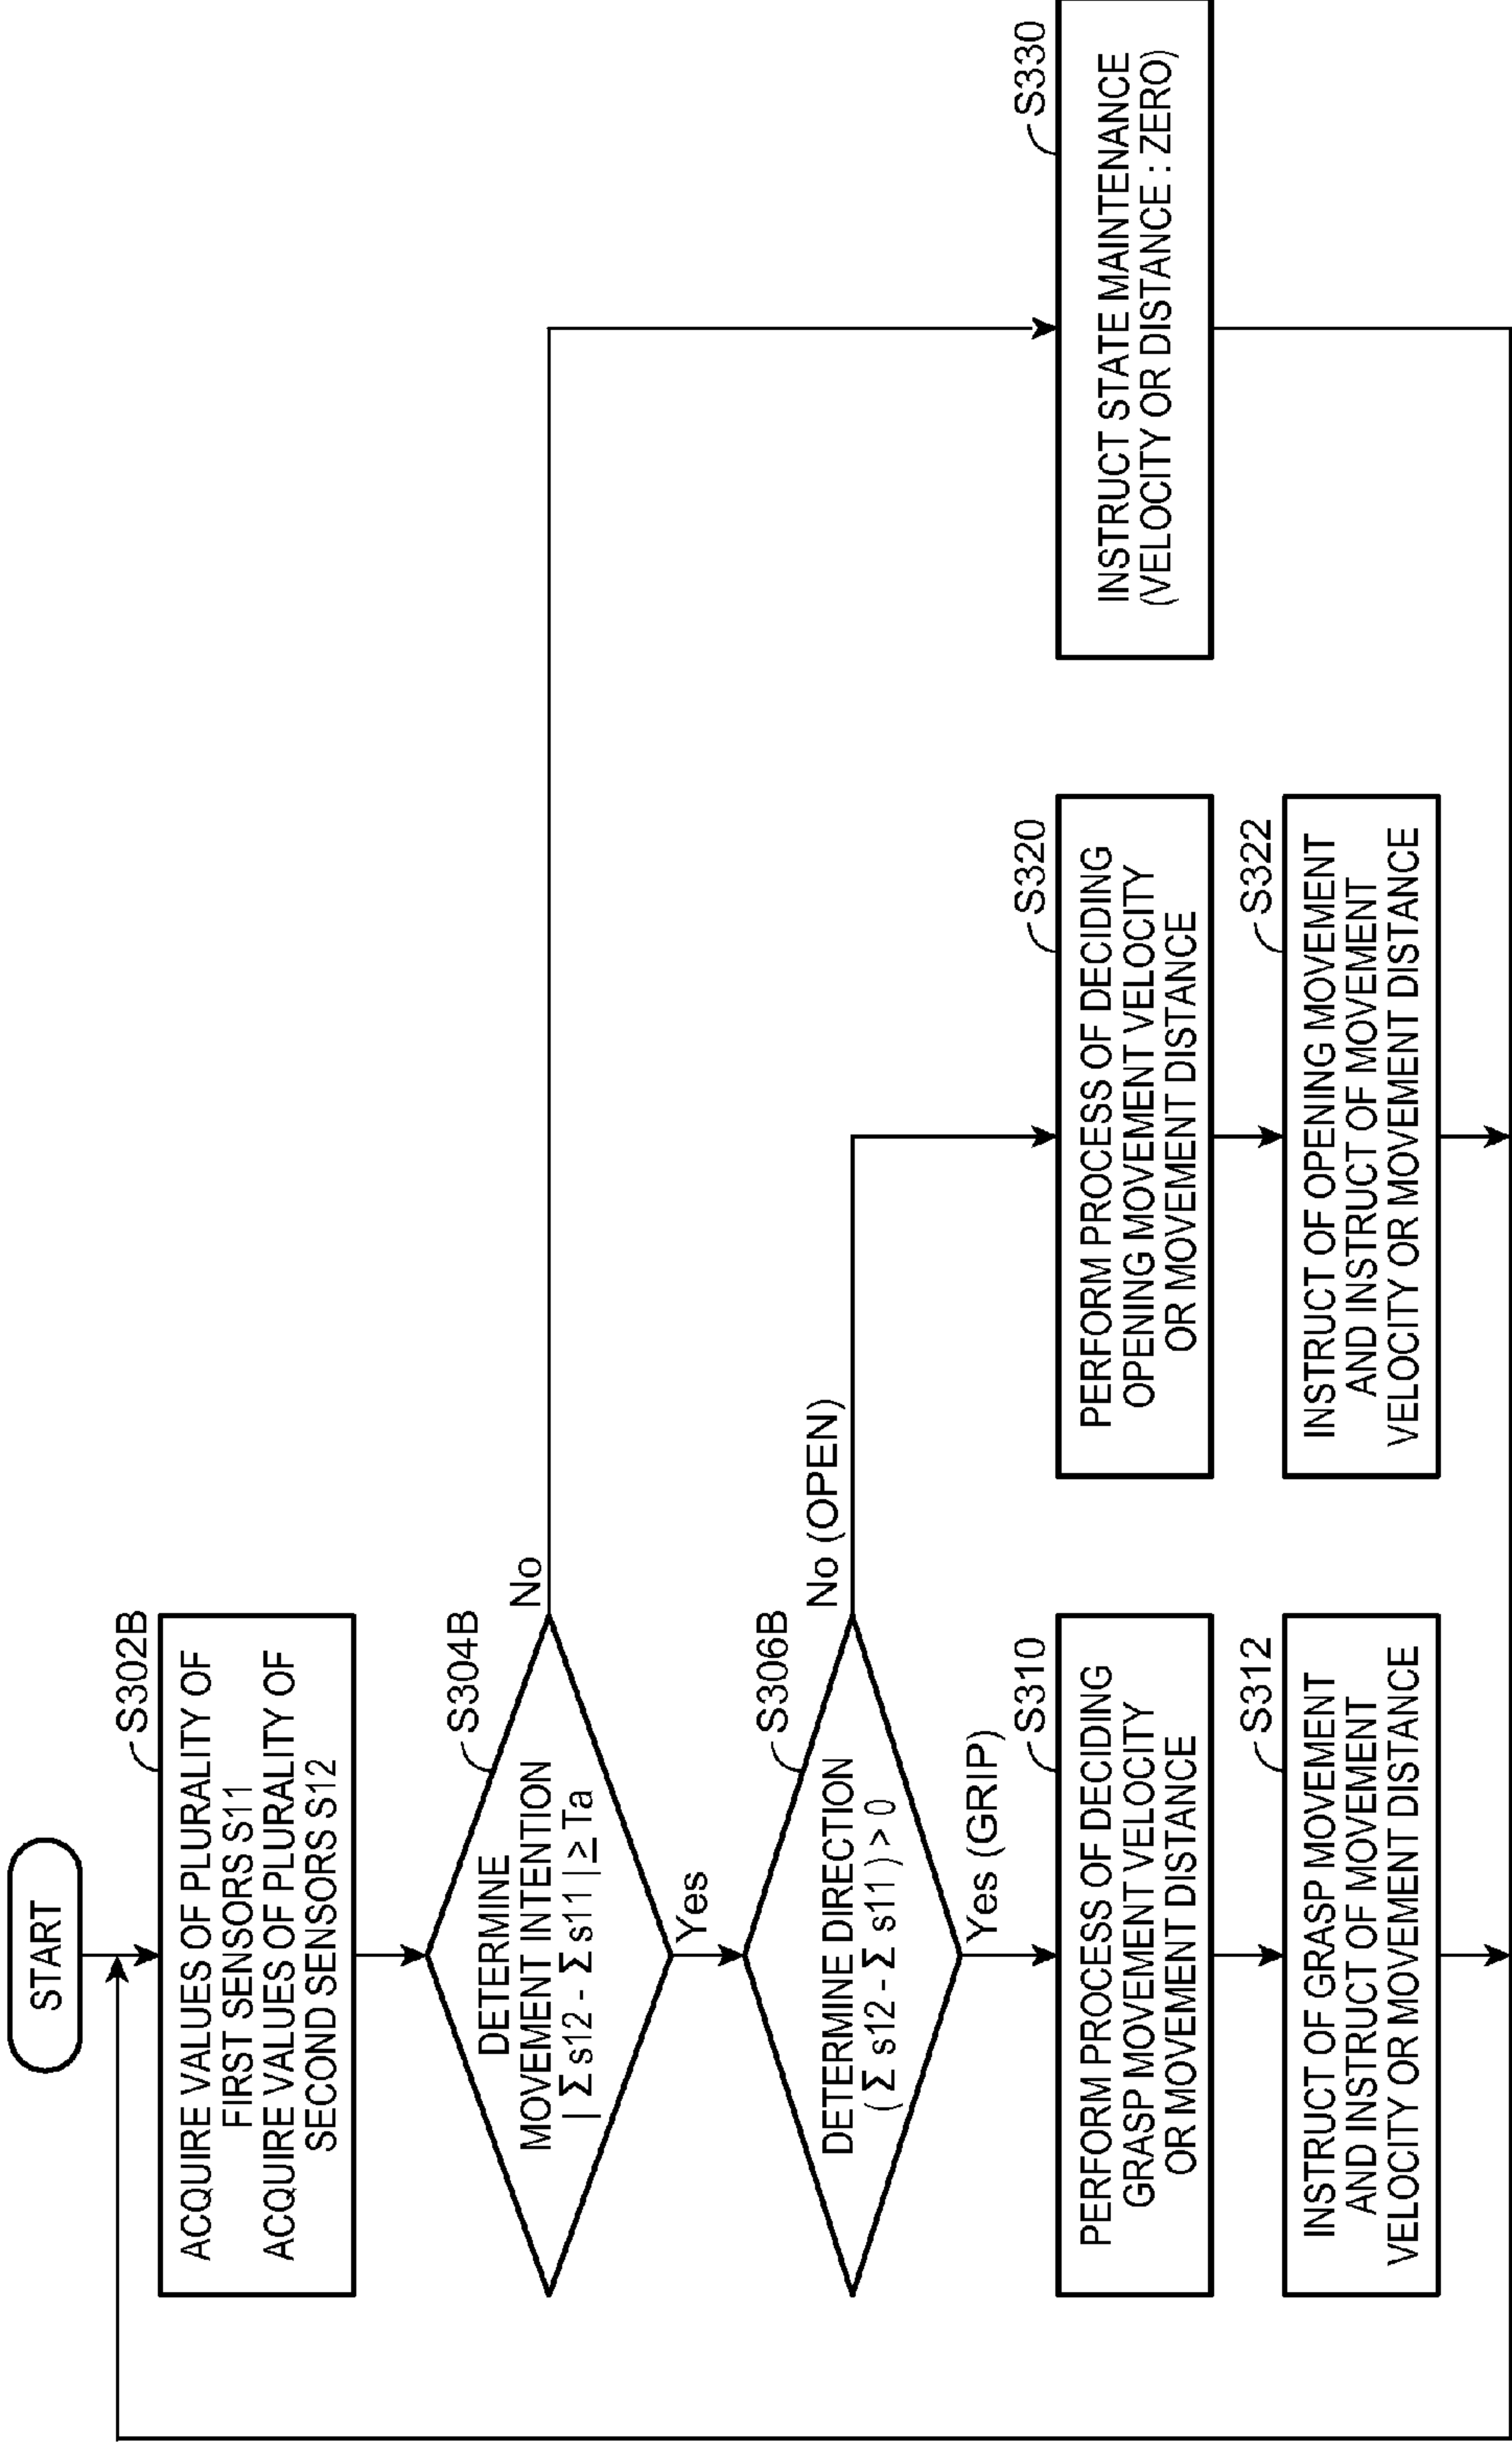 START
S302B
ACQUIRE VALUES OF PLURALITY OF
FIRST SENSORS S11
ACQUIRE VALUES OF PLURALITY OF
SECOND SENSORS S12
S304B
DETERMINE
MOVEMENT INTENTION
| Σ s12 - Σ s11 | ≥ Ta
No
Yes
S306B
DETERMINE DIRECTION
( Σ s12 - Σ s11 ) > 0
No (OPEN)
Yes (GRIP)
S310
PERFORM PROCESS OF DECIDING
GRASP MOVEMENT VELOCITY
OR MOVEMENT DISTANCE
S312
INSTRUCT OF GRASP MOVEMENT
AND INSTRUCT OF MOVEMENT
VELOCITY OR MOVEMENT DISTANCE
S320
PERFORM PROCESS OF DECIDING
OPENING MOVEMENT VELOCITY
OR MOVEMENT DISTANCE
S322
INSTRUCT OF OPENING MOVEMENT
AND INSTRUCT OF MOVEMENT
VELOCITY OR MOVEMENT DISTANCE
S330
INSTRUCT STATE MAINTENANCE
(VELOCITY OR DISTANCE : ZERO)